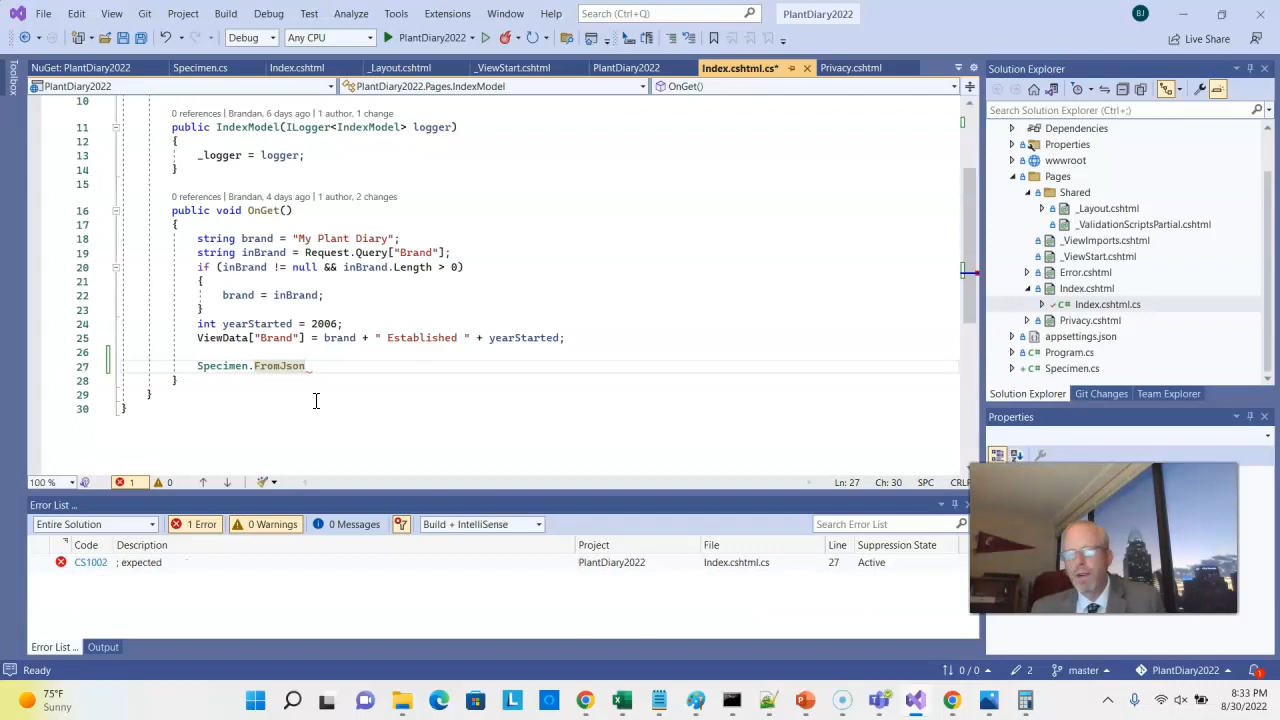 File Edit View Git Project Build Debug Test Analyze Tools Extensions Window Help Search (Ctrl+Q) PlantDiary2022 BJ
Debug Any CPU PlantDiary2022 Live Share
NuGet: PlantDiary2022 Specimen.cs Index.cshtml _Layout.cshtml _ViewStart.cshtml PlantDiary2022 Index.cshtml.cs* Privacy.cshtml
PlantDiary2022 PlantDiary2022.Pages.IndexModel OnGet()
10
0 references | Brandan, 6 days ago | 1 author, 1 change
11 public IndexModel(ILogger<IndexModel> logger)
12 {
13 _logger = logger;
14 }
15
0 references | Brandan, 4 days ago | 1 author, 2 changes
16 public void OnGet()
17 {
18 string brand = "My Plant Diary";
19 string inBrand = Request.Query["Brand"];
20 if (inBrand != null && inBrand.Length > 0)
21 {
22 brand = inBrand;
23 }
24 int yearStarted = 2006;
25 ViewData["Brand"] = brand + " Established " + yearStarted;
26
27 Specimen.FromJson
28 }
29 }
30 }
100 % 1 0 Ln: 27 Ch: 30 SPC CRLF
Toolbox
Solution Explorer
Search Solution Explorer (Ctrl+;)
Dependencies
Properties
wwwroot
Pages
Shared
_Layout.cshtml
_ValidationScriptsPartial.cshtml
_ViewImports.cshtml
_ViewStart.cshtml
Error.cshtml
Index.cshtml
Index.cshtml.cs
Privacy.cshtml
appsettings.json
Program.cs
Specimen.cs
Solution Explorer Git Changes Team Explorer
Properties
Error List ...
Entire Solution 1 Error 0 Warnings 0 Messages Build + IntelliSense Search Error List
Code Description Project File Line Suppression State
CS1002 ; expected PlantDiary2022 Index.cshtml.cs 27 Active
Error List ... Output
Ready 0 / 0 2 master PlantDiary2022 1
75°F
Sunny
8:33 PM
8/30/2022